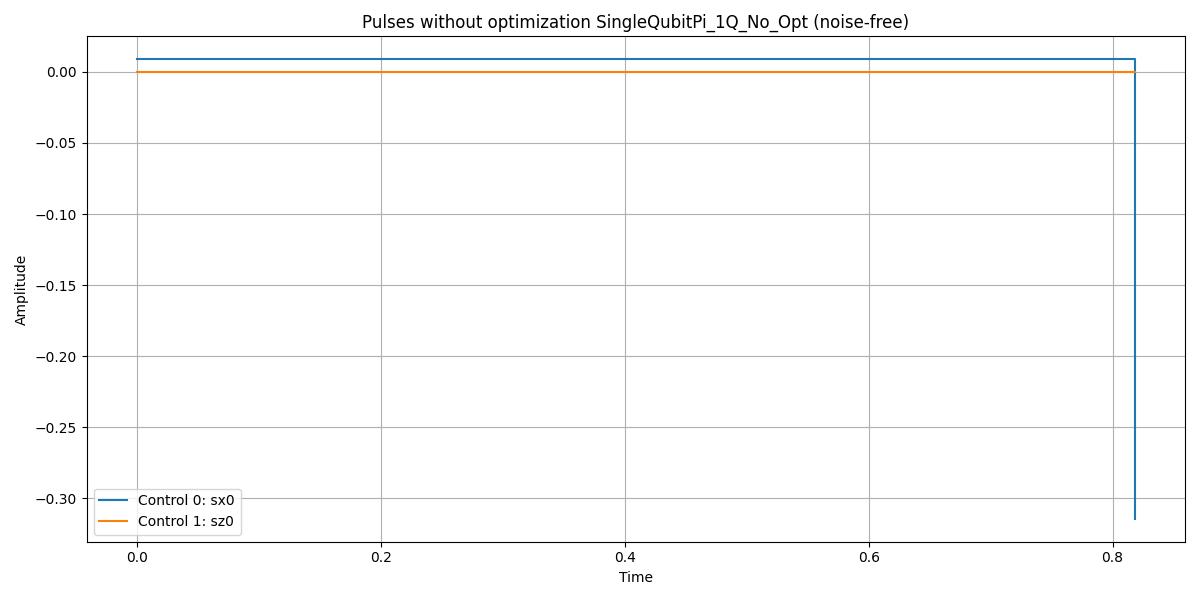 Pulses without optimization SingleQubitPi_1Q_No_Opt (noise-free)
Amplitude
0.00
−0.05
−0.10
−0.15
−0.20
−0.25
−0.30
Control 0: sx0
Control 1: sz0
0.0 0.2 0.4 0.6 0.8
Time